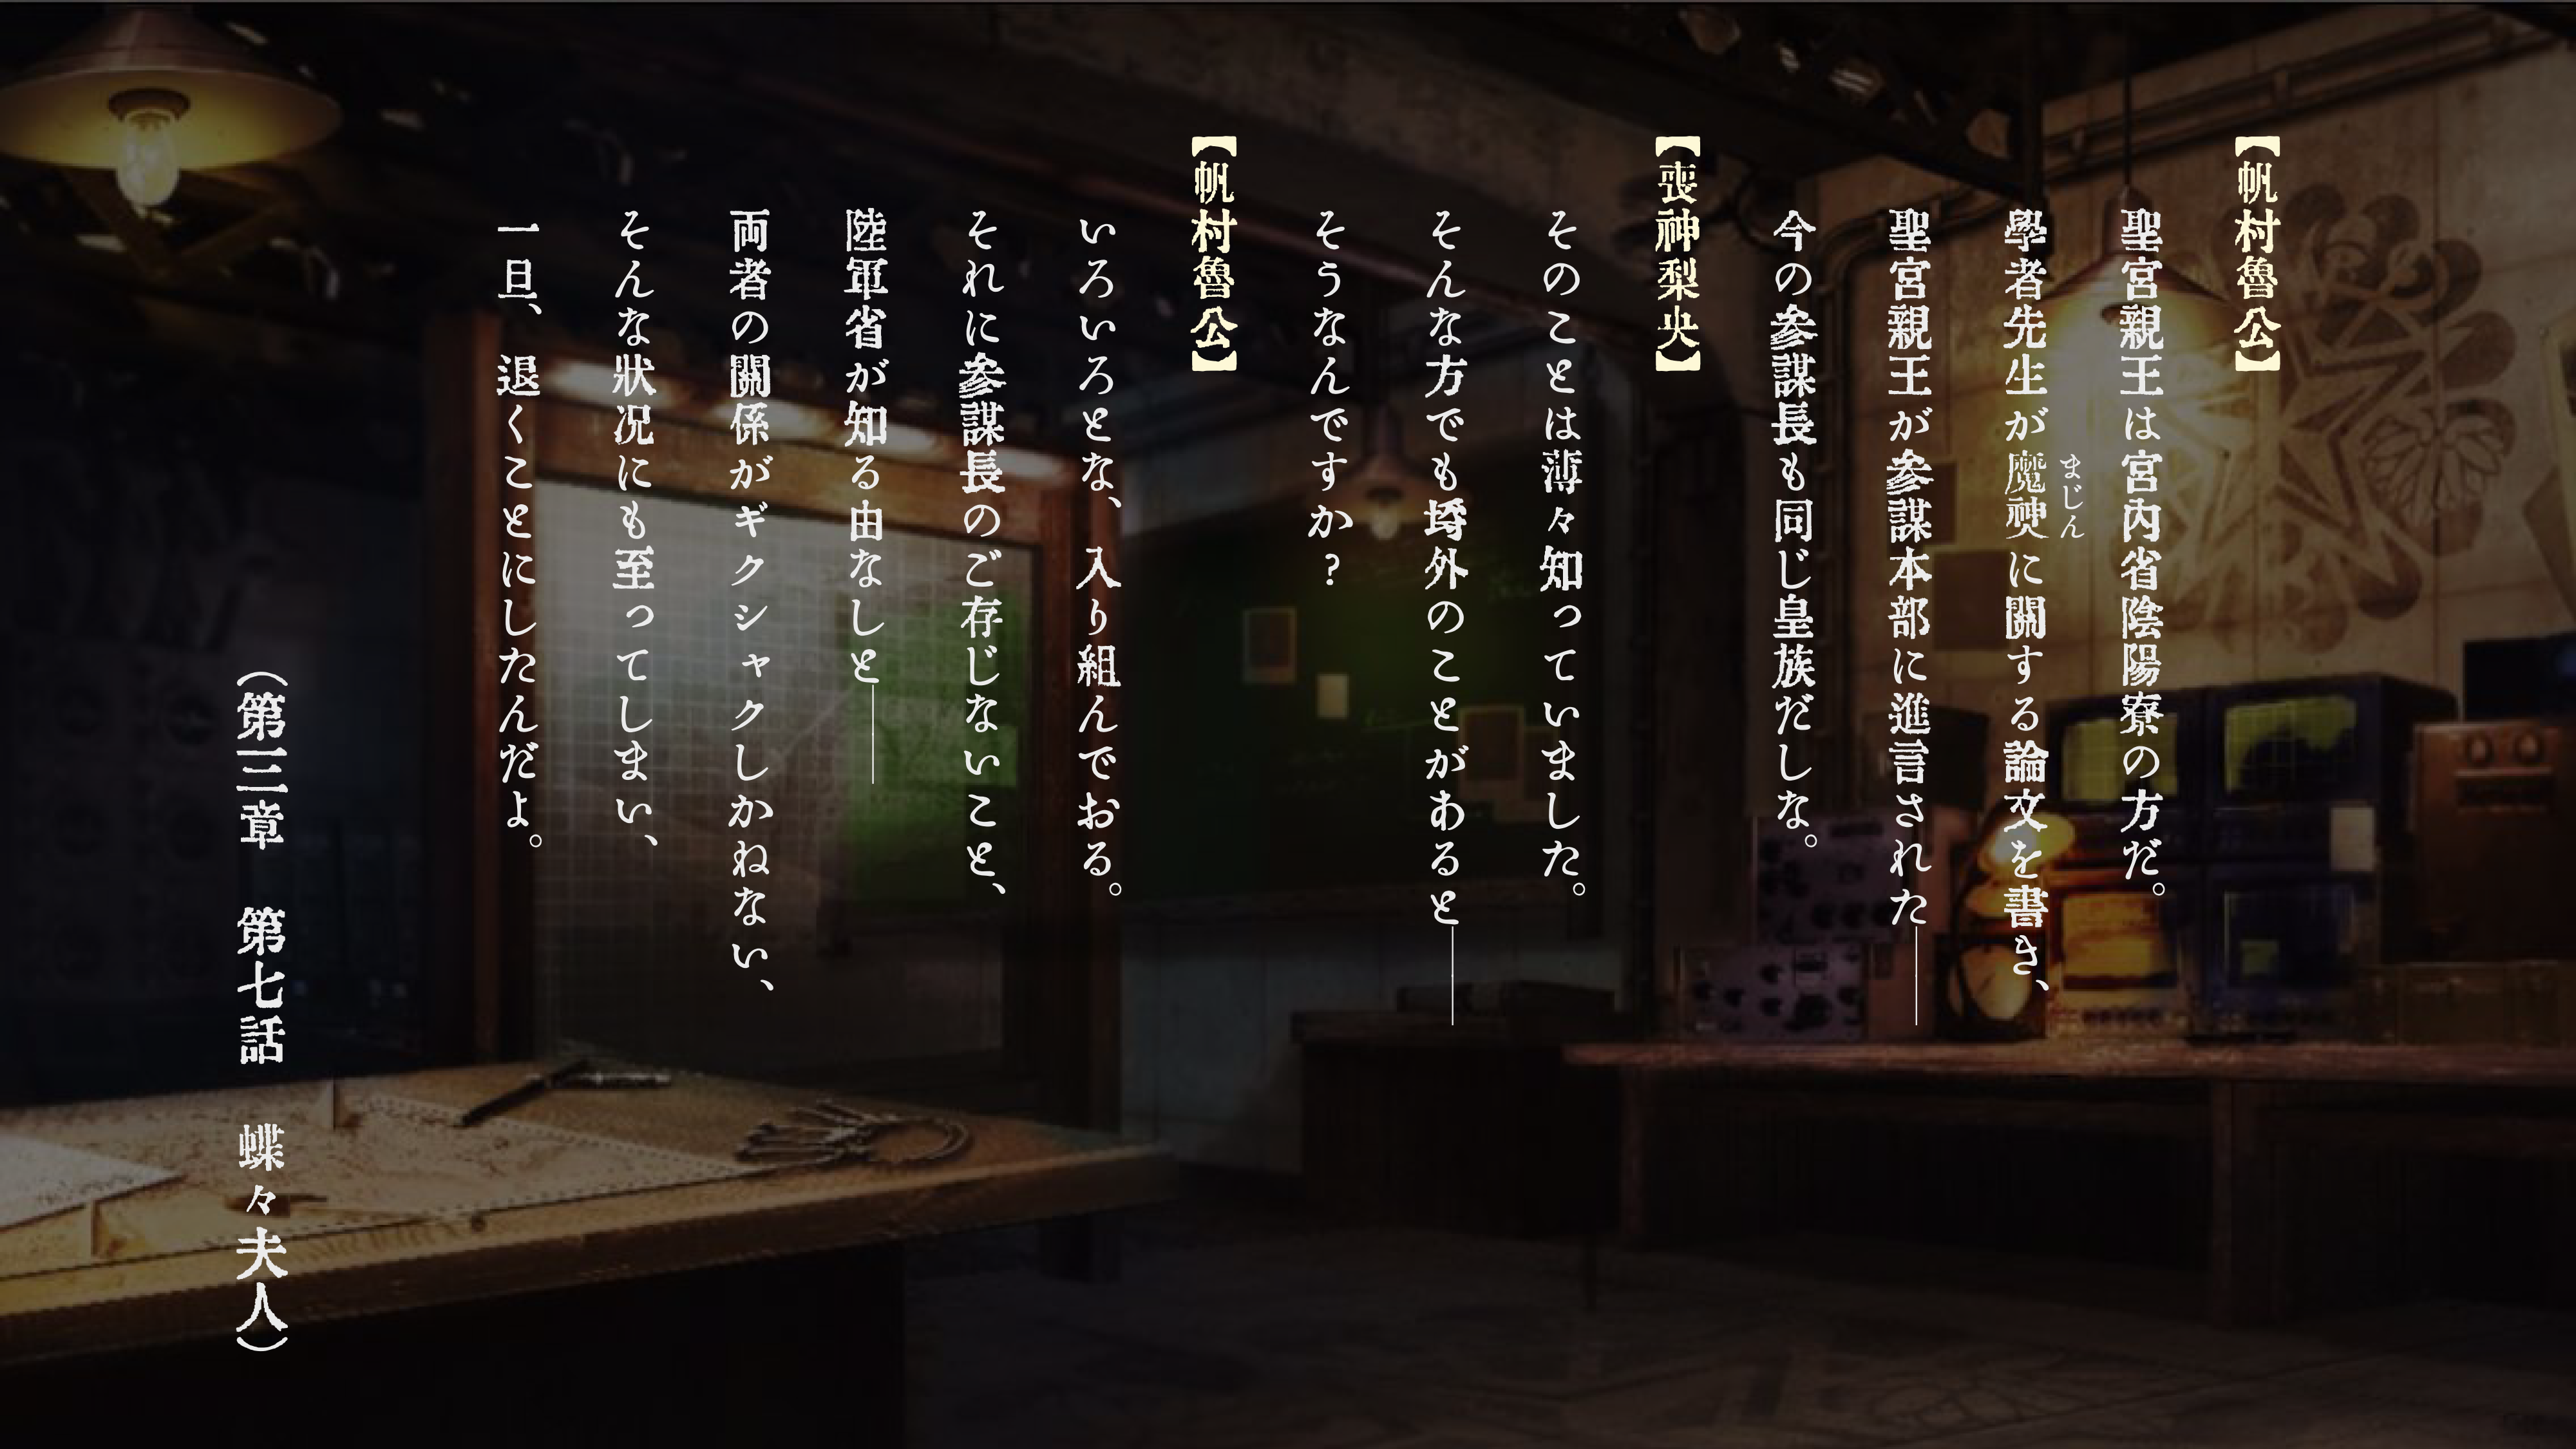 【帆村魯公】
聖宮親王は宮内省陰陽寮の方だ。
學者先生が魔神に關する論文を書き、
まじん
聖宮親王が参謀本部に進言された――
今の参謀長も同じ皇族だしな。
【喪神梨央】
そのことは薄々知っていました。
そんな方でも埒外のことがあると――
そうなんですか？
【帆村魯公】
いろいろとな、入り組んでおる。
それに参謀長のご存じないこと、
陸軍省が知る由なしと――
両者の關係がギクシャクしかねない、
そんな狀況にも至ってしまい、
一旦、退くことにしたんだよ。
（第三章　第七話　蝶々夫人）